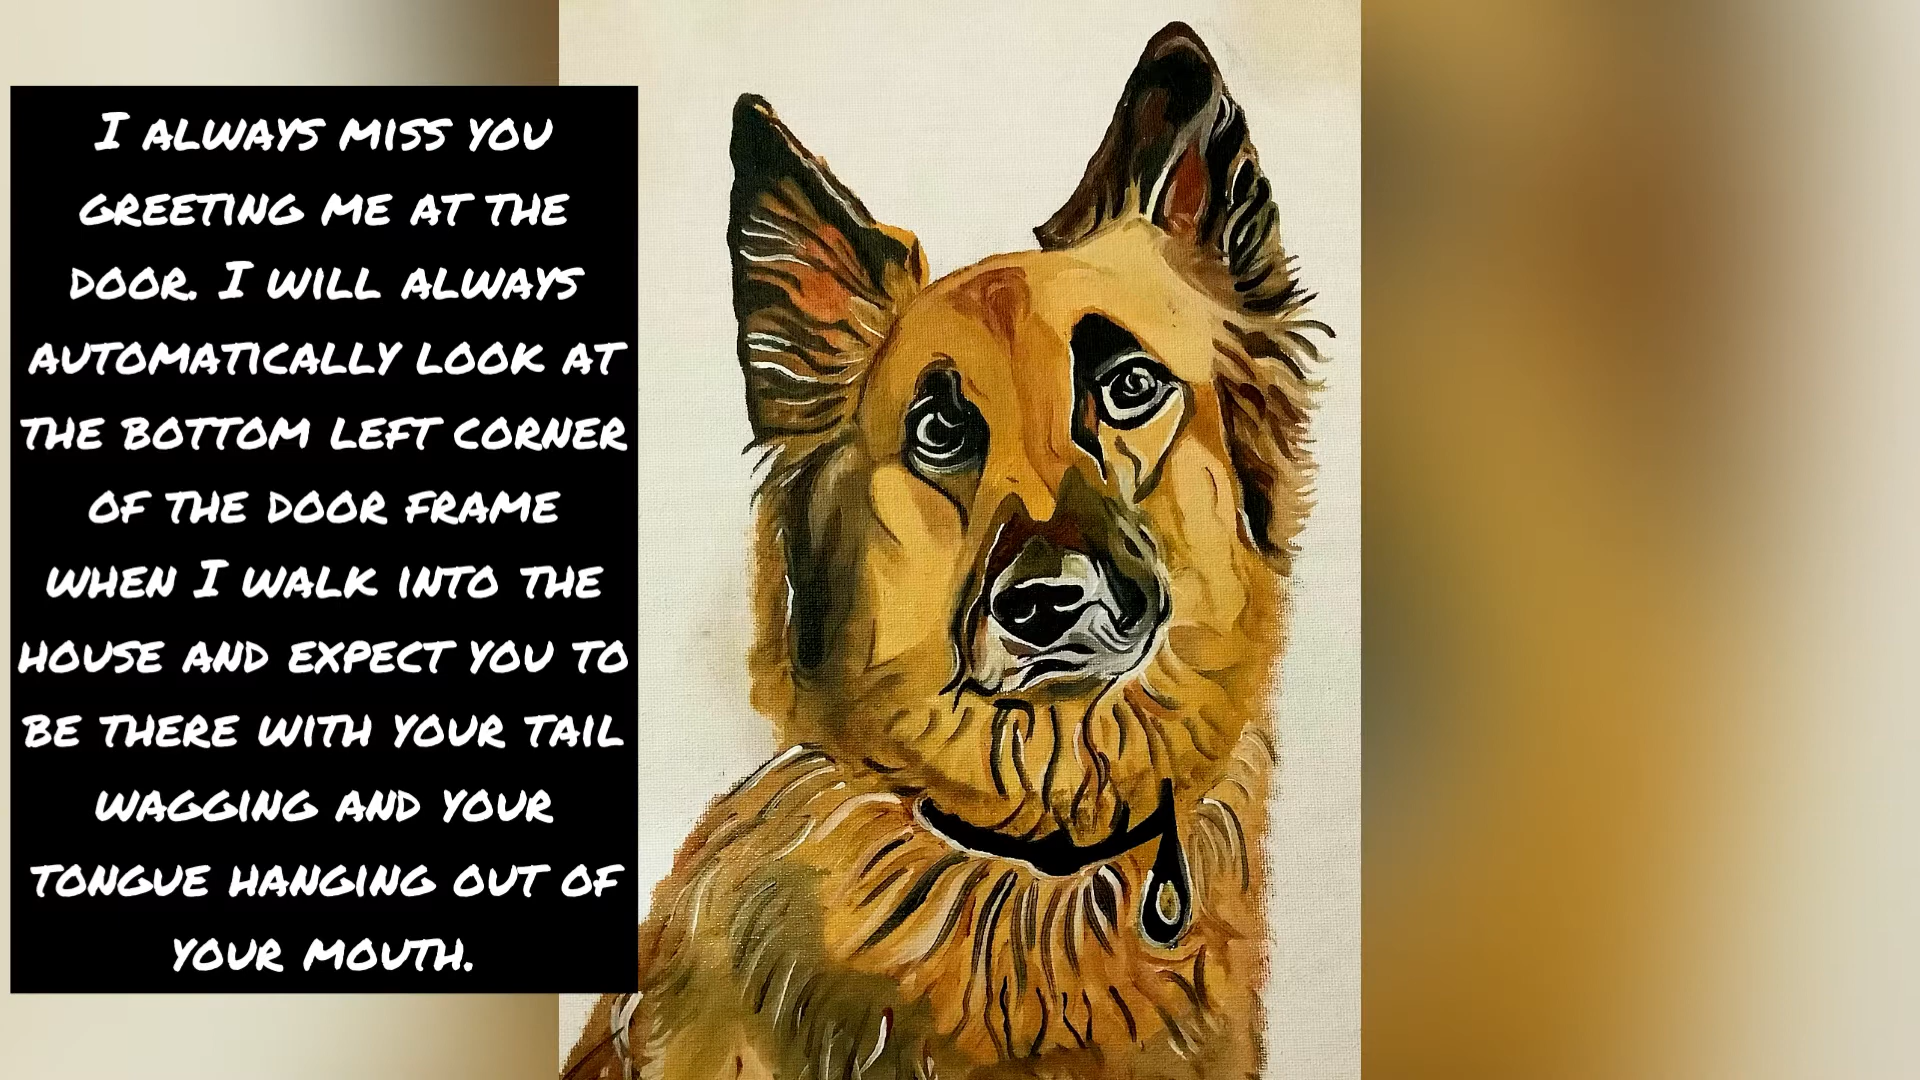 I ALWAYS MISS YOU
GREETING ME AT THE
DOOR. I WILL ALWAYS
AUTOMATICALLY LOOK AT
THE BOTTOM LEFT CORNER
OF THE DOOR FRAME
WHEN I WALK INTO THE
HOUSE AND EXPECT YOU TO
BE THERE WITH YOUR TAIL
WAGGING AND YOUR
TONGUE HANGING OUT OF
YOUR MOUTH.